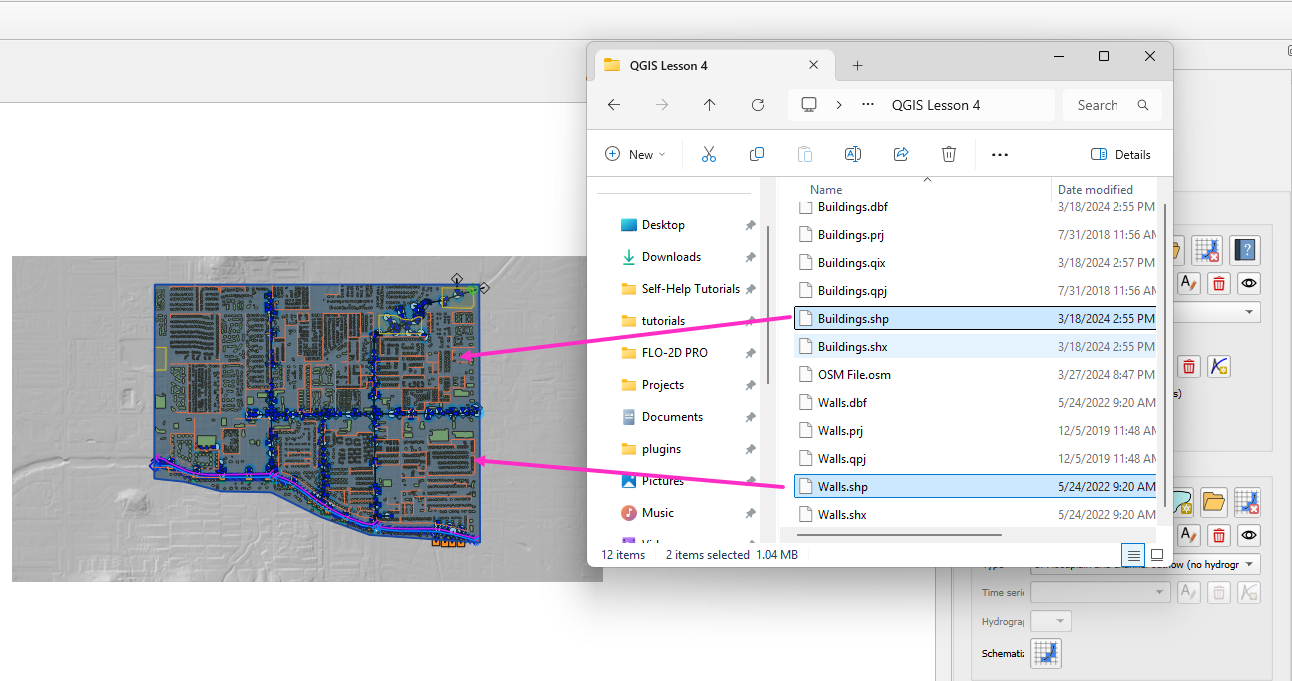 QGIS Lesson 4
QGIS Lesson 4
Search
New
Details
Name
Date modified
Desktop
Downloads
Self-Help Tutorials
tutorials
FLO-2D PRO
Projects
Documents
plugins
Pictures
Music
Buildings.dbf 3/18/2024 2:55 PM
Buildings.prj 7/31/2018 11:56 AM
Buildings.qix 3/18/2024 2:57 PM
Buildings.qpj 7/31/2018 11:56 AM
Buildings.shp 3/18/2024 2:55 PM
Buildings.shx 3/18/2024 2:55 PM
OSM File.osm 3/27/2024 8:47 PM
Walls.dbf 5/24/2022 9:20 AM
Walls.prj 12/5/2019 11:48 AM
Walls.qpj 12/5/2019 11:48 AM
Walls.shp 5/24/2022 9:20 AM
Walls.shx 5/24/2022 9:20 AM
12 items
2 items selected 1.04 MB
s)
(no hydrogr
Time seri
Hydrogra
Schemati